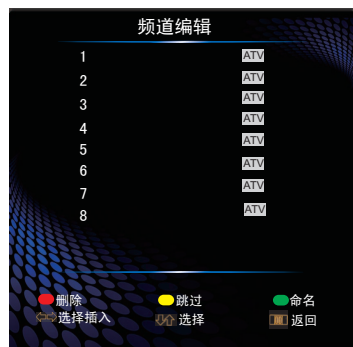 频道编辑
1 ATV
2 ATV
3 ATV
4 ATV
5 ATV
6 ATV
7 ATV
8 ATV
删除 跳过 命名
选择插入 选择 返回